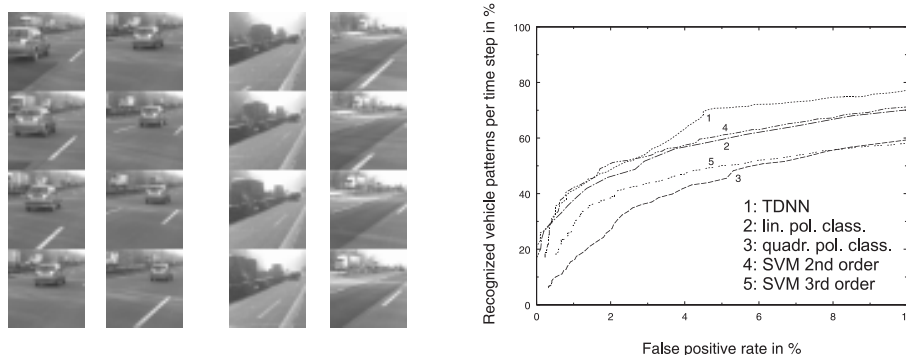 Recognized vehicle patterns per time step in %
100
80
60
40
20
0
0
2
4
6
8
1
1
4
2
5
3
1: TDNN
2: lin. pol. class.
3: quadr. pol. class.
4: SVM 2nd order
5: SVM 3rd order
False positive rate in %